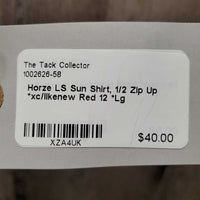 The Tack Collector
1002626-58
Horze LS Sun Shirt, 1/2 Zip Up
*xc/likenew Red 12 *Lg
XZA4UK
$40.00